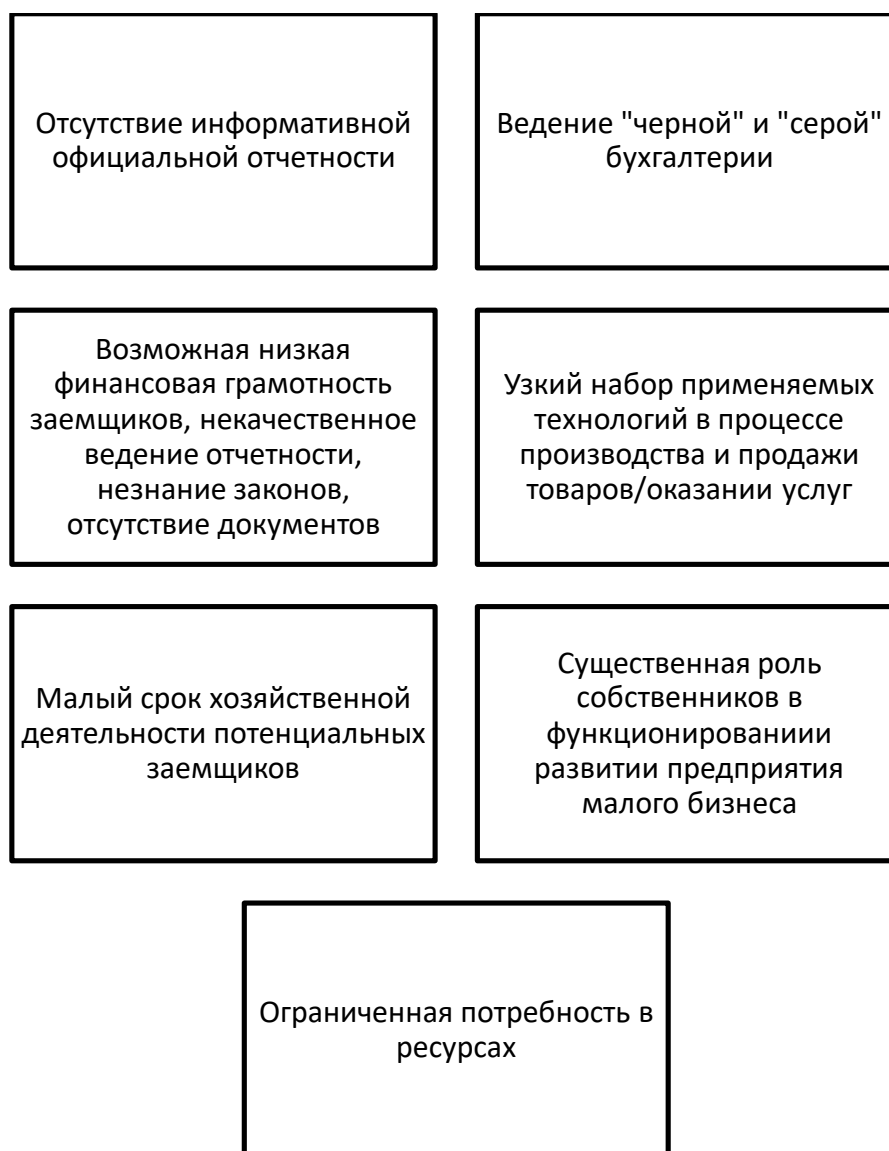 Отсутствие информативной
официальной отчетности
Ведение "черной" и "серой"
бухгалтерии
Возможная низкая
финансовая грамотность
заемщиков, некачественное
ведение отчетности,
незнание законов,
отсутствие документов
Узкий набор применяемых
технологий в процессе
производства и продажи
товаров/оказании услуг
Малый срок хозяйственной
деятельности потенциальных
заемщиков
Существенная роль
собственников в
функционированиии
развитии предприятия
малого бизнеса
Ограниченная потребность в
ресурсах